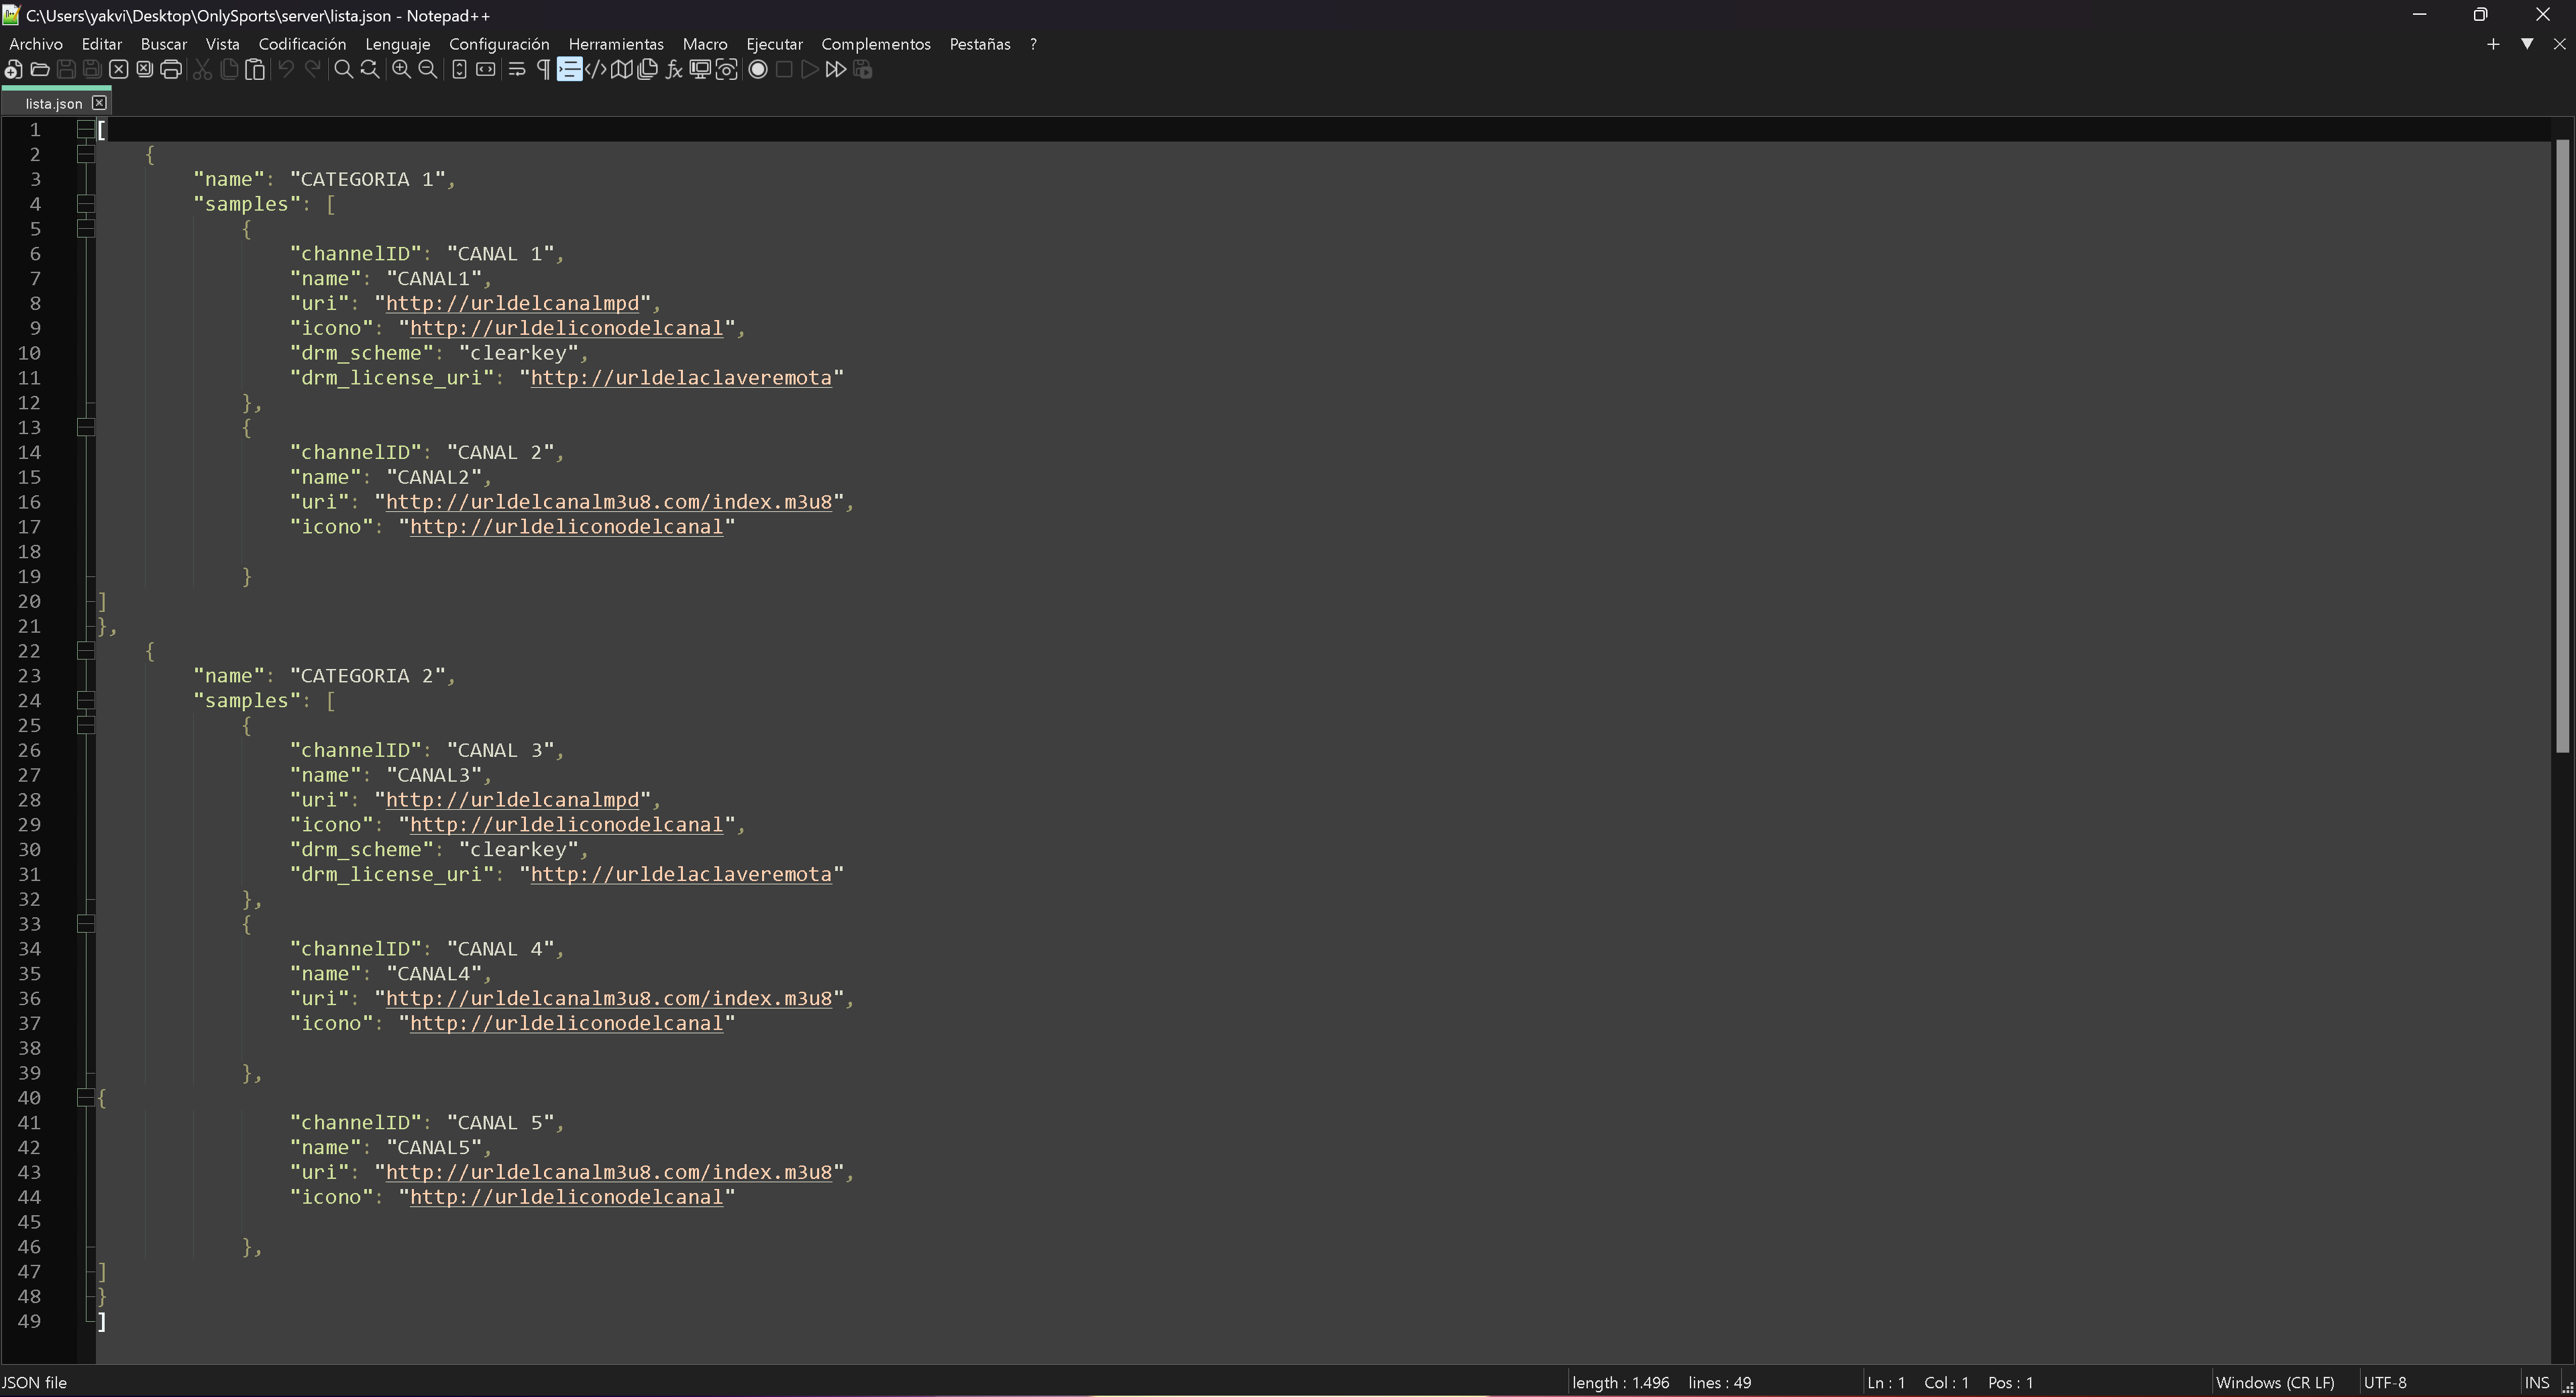 C:\Users\yakvi\Desktop\OnlySports\server\lista.json - Notepad++
Archivo Editar Buscar Vista Codificación Lenguaje Configuración Herramientas Macro Ejecutar Complementos Pestañas ?
lista.json
1 [
2 {
3 "name": "CATEGORIA 1",
4 "samples": [
5 {
6 "channelID": "CANAL 1",
7 "name": "CANAL1",
8 "uri": "http://urldelcanalmpd",
9 "icono": "http://urldeliconodelcanal",
10 "drm_scheme": "clearkey",
11 "drm_license_uri": "http://urldelaclaveremota"
12 },
13 {
14 "channelID": "CANAL 2",
15 "name": "CANAL2",
16 "uri": "http://urldelcanalm3u8.com/index.m3u8",
17 "icono": "http://urldeliconodelcanal"
18
19 }
20 ]
21 },
22 {
23 "name": "CATEGORIA 2",
24 "samples": [
25 {
26 "channelID": "CANAL 3",
27 "name": "CANAL3",
28 "uri": "http://urldelcanalmpd",
29 "icono": "http://urldeliconodelcanal",
30 "drm_scheme": "clearkey",
31 "drm_license_uri": "http://urldelaclaveremota"
32 },
33 {
34 "channelID": "CANAL 4",
35 "name": "CANAL4",
36 "uri": "http://urldelcanalm3u8.com/index.m3u8",
37 "icono": "http://urldeliconodelcanal"
38
39 },
40 {
41 "channelID": "CANAL 5",
42 "name": "CANAL5",
43 "uri": "http://urldelcanalm3u8.com/index.m3u8",
44 "icono": "http://urldeliconodelcanal"
45
46 },
47 ]
48 }
49 ]
JSON file length : 1.496 lines : 49 Ln : 1 Col : 1 Pos : 1 Windows (CR LF) UTF-8 INS